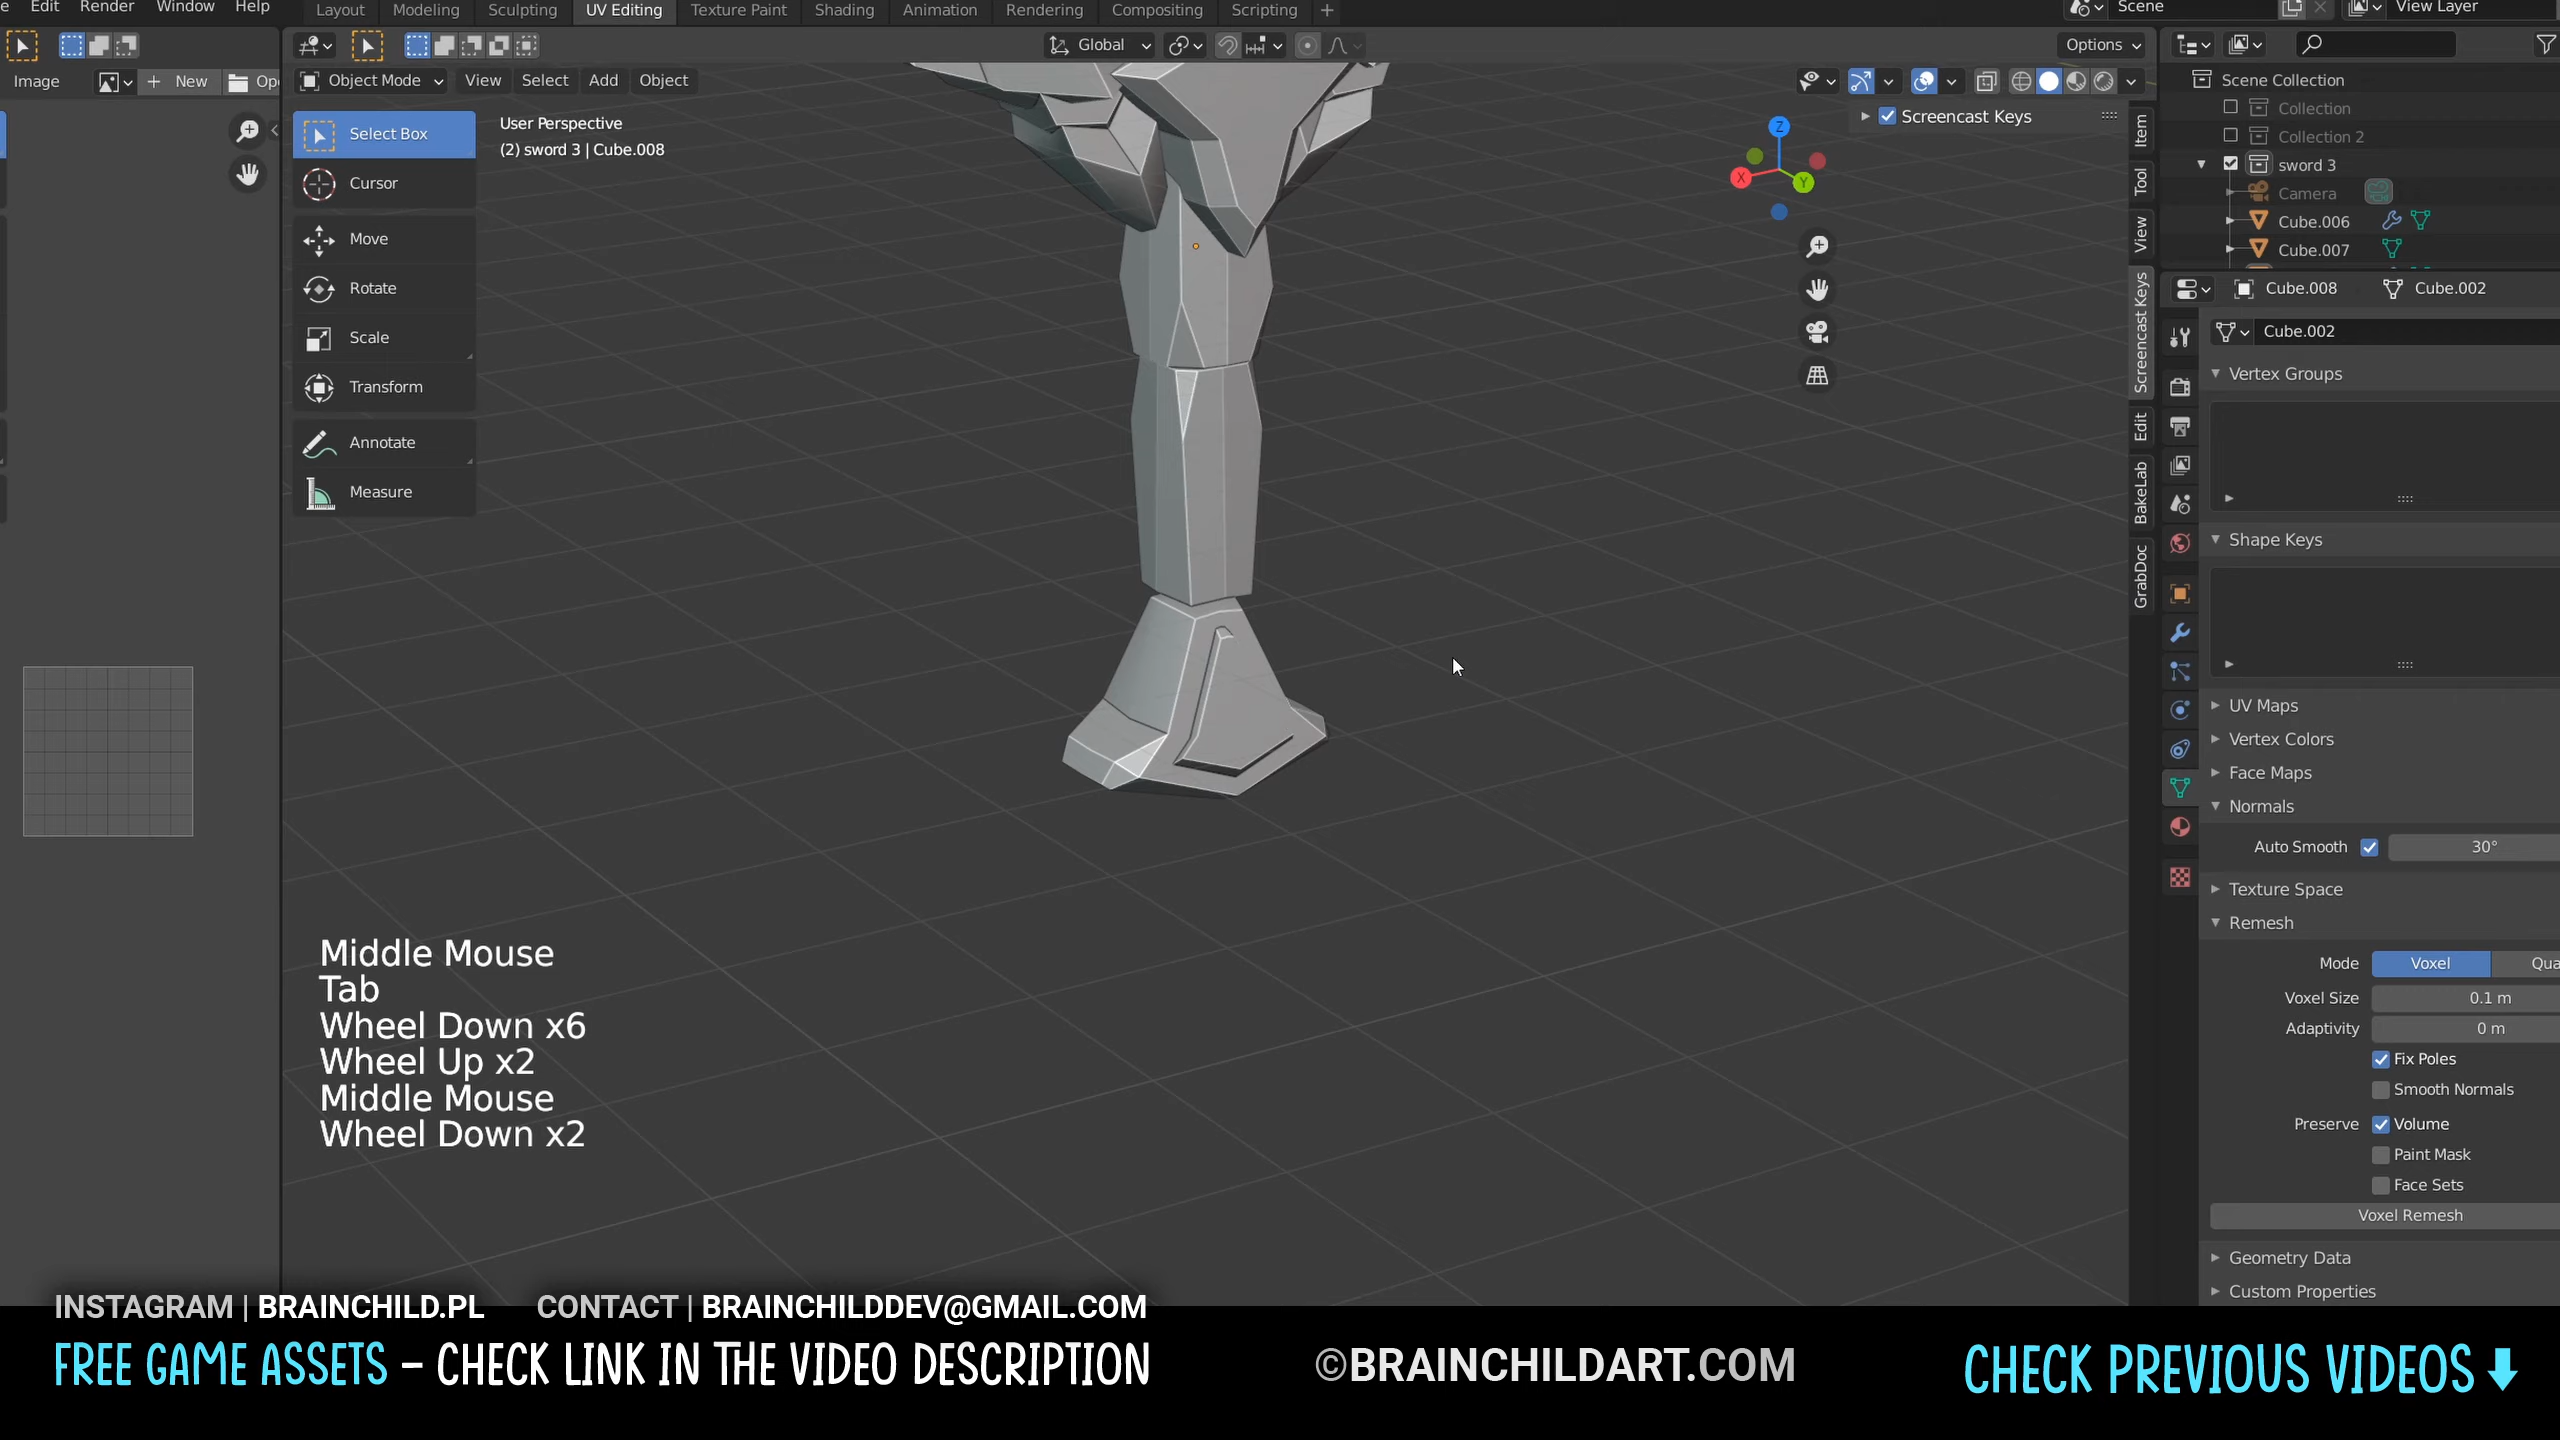 e Edit Render Window Help Layout Modeling Sculpting UV Editing Texture Paint Shading Animation Rendering Compositing Scripting + Scene View Layer
Global Options
Image New Op Object Mode View Select Add Object
Scene Collection
Collection
Collection 2
sword 3
Camera
Cube.006
Cube.007
Select Box
Cursor
Move
Rotate
Scale
Transform
Annotate
Measure
User Perspective
(2) sword 3 | Cube.008
Screencast Keys
Z
X
Y
Item
Tool
View
Screencast Keys
Edit
BakeLab
GrabDoc
Cube.008 Cube.002
Cube.002
Vertex Groups
Shape Keys
UV Maps
Vertex Colors
Face Maps
Normals
Auto Smooth 30°
Texture Space
Remesh
Mode Voxel Qua
Voxel Size 0.1 m
Adaptivity 0 m
Fix Poles
Smooth Normals
Preserve Volume
Paint Mask
Face Sets
Voxel Remesh
Geometry Data
Custom Properties
Middle Mouse
Tab
Wheel Down x6
Wheel Up x2
Middle Mouse
Wheel Down x2
INSTAGRAM | BRAINCHILD.PL CONTACT | BRAINCHILDDEV@GMAIL.COM
FREE GAME ASSETS – CHECK LINK IN THE VIDEO DESCRIPTION
©BRAINCHILDART.COM
CHECK PREVIOUS VIDEOS